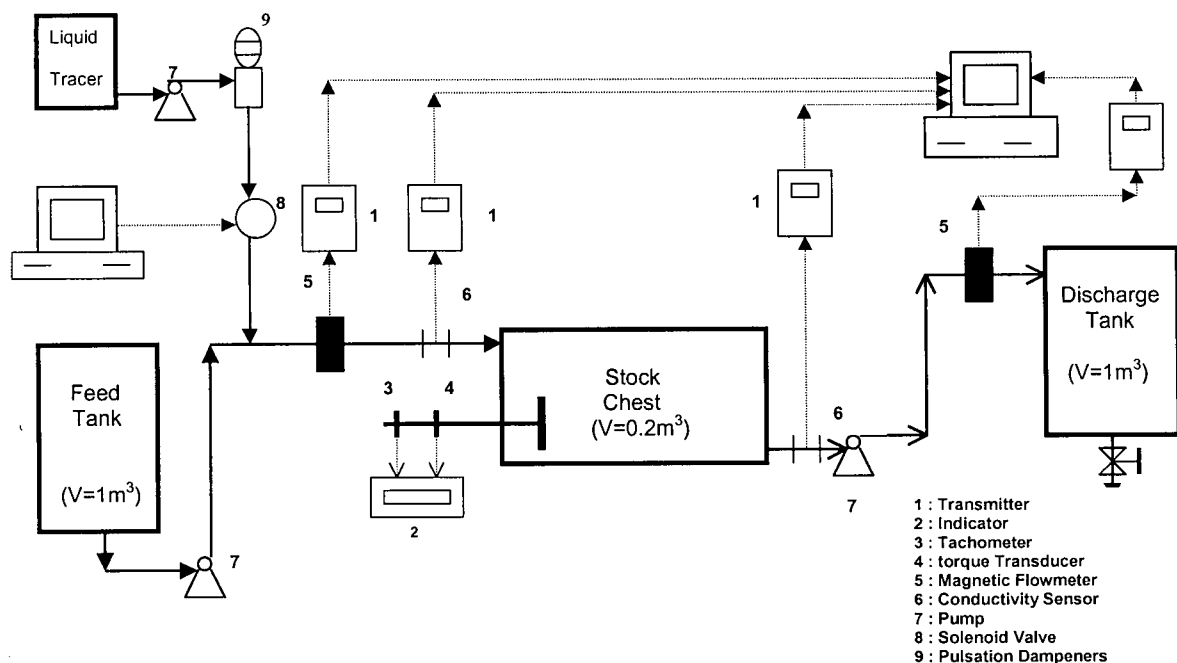 9
Liquid
Tracer
7
8
1
1
1
5
6
5
Feed
Tank
(V=1m³)
7
3
4
2
Stock
Chest
(V=0.2m³)
6
7
Discharge
Tank
(V=1m³)
1 : Transmitter
2 : Indicator
3 : Tachometer
4 : torque Transducer
5 : Magnetic Flowmeter
6 : Conductivity Sensor
7 : Pump
8 : Solenoid Valve
9 : Pulsation Dampeners